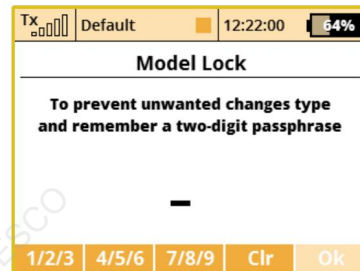 Tx Default 12:22:00 64%
Model Lock
To prevent unwanted changes type
and remember a two-digit passphrase
_
1/2/3 4/5/6 7/8/9 Clr Ok